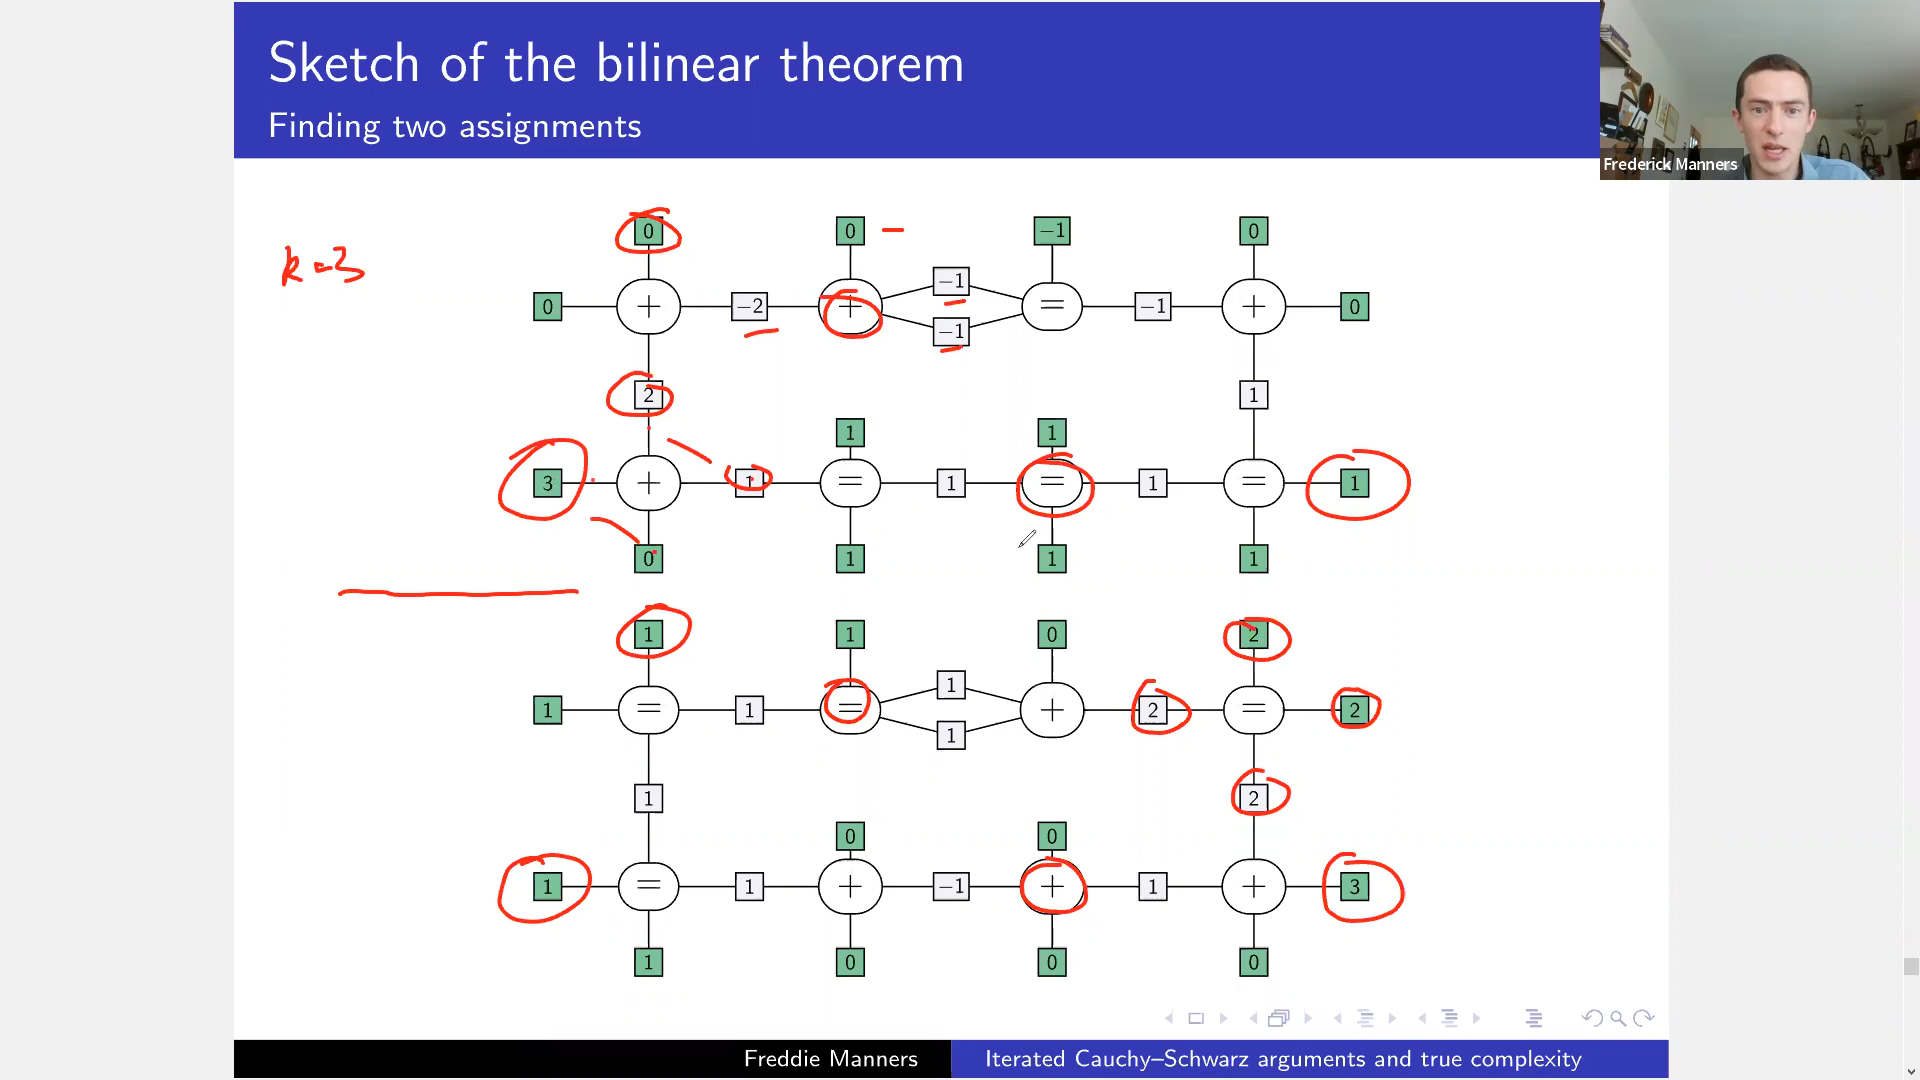 Sketch of the bilinear theorem
Finding two assignments
Frederick Manners
k=3
0 0 −1 0
−1
0 + −2 + = −1 + 0
−1
2 1
1 1
3 + 1 = 1 = 1 = 1
0 1 1 1
1 1 0 2
1
1 = 1 = + 2 = 2
1
1 2
0 0
1 = 1 + −1 + 1 + 3
1 0 0 0
Freddie Manners
Iterated Cauchy–Schwarz arguments and true complexity